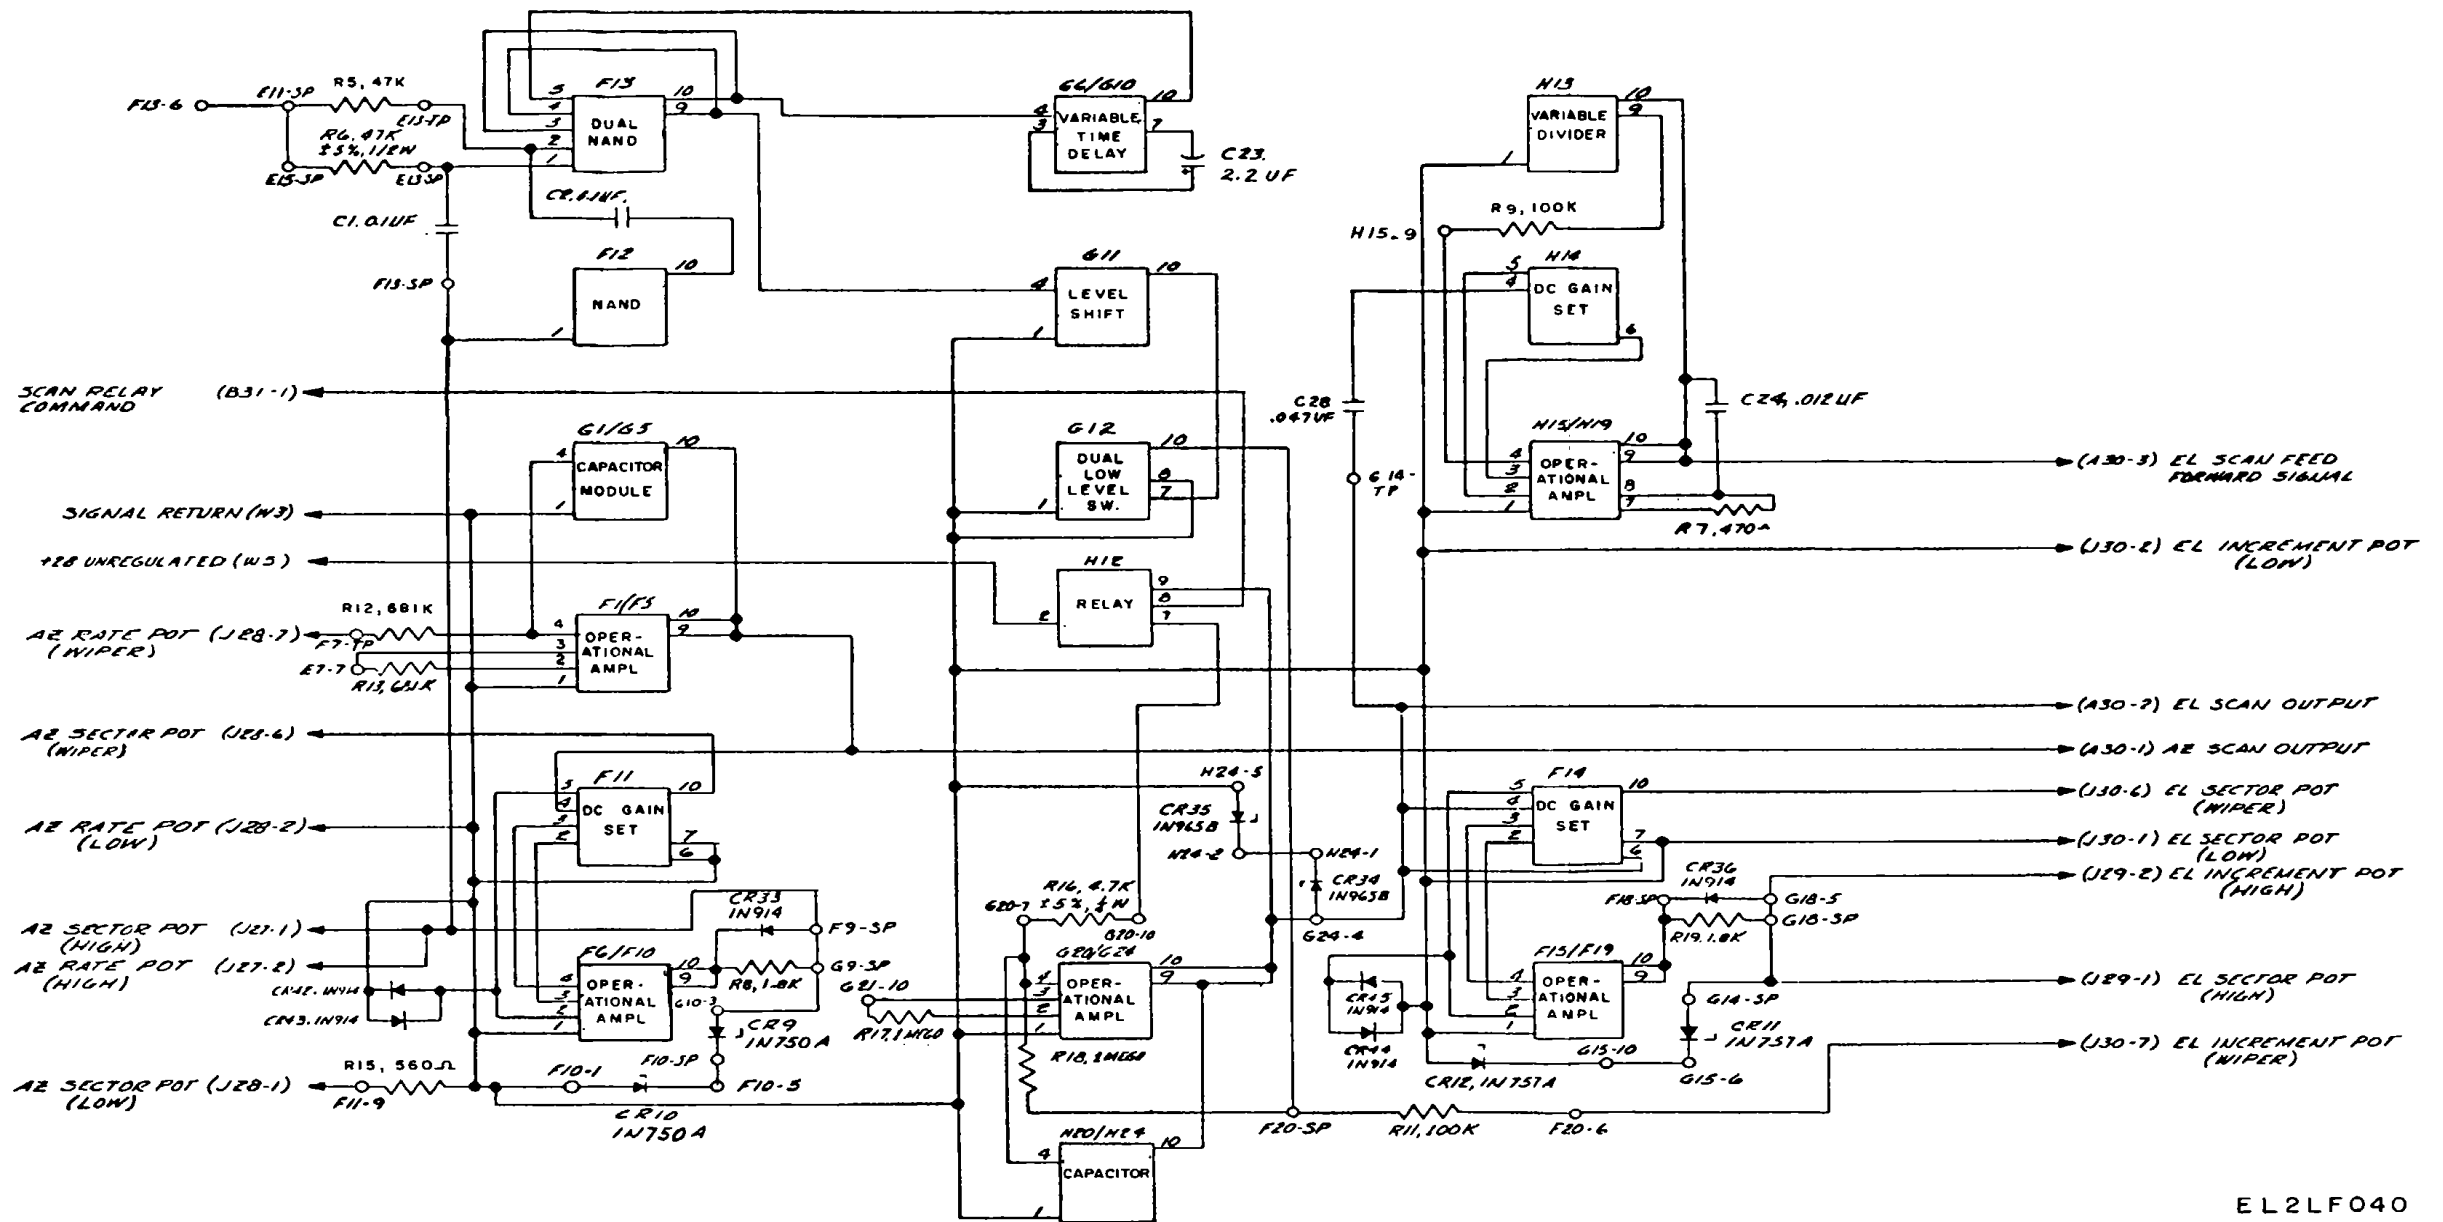 F13-6
E11-SP
R5, 47K
E13-TP
R6, 47K
±5%, 1/2W
E15-SP
E13SP
C1, 0.1UF
F13-SP
F13
DUAL
NAND
5
4
3
2
1
10
9
F12
NAND
10
1
G6/G10
VARIABLE
TIME
DELAY
4
3
10
7
C23,
2.2 UF
G11
LEVEL
SHIFT
4
1
10
H13
VARIABLE
DIVIDER
1
10
9
R9, 100K
H15-9
H14
DC GAIN
SET
5
4
6
C28
.047UF
G14-
TP
C24, .012UF
H15/H19
OPER-
ATIONAL
AMPL
4
3
2
1
10
9
8
7
R7, 470
SCAN RELAY (B31-1)
COMMAND
G1/G5
CAPACITOR
MODULE
4
1
10
G12
DUAL
LOW
LEVEL
SW.
1
10
8
7
(A30-3) EL SCAN FEED
FORWARD SIGNAL
SIGNAL RETURN (W3)
+28 UNREGULATED (W5)
(J30-2) EL INCREMENT POT
(LOW)
H12
RELAY
2
9
8
7
R12, 681K
AZ RATE POT (J28-7)
(WIPER)
F7-TP
E7-7
R13, 681K
F1/F5
OPER-
ATIONAL
AMPL
4
3
2
1
10
9
(A30-2) EL SCAN OUTPUT
AZ SECTOR POT (J28-6)
(WIPER)
(A30-1) AZ SCAN OUTPUT
F11
DC GAIN
SET
5
4
3
2
10
7
6
H24-5
CR35
1N965B
H24-2
H24-1
CR34
1N965B
F14
DC GAIN
SET
5
4
3
2
10
7
6
(J30-6) EL SECTOR POT
(WIPER)
AZ RATE POT (J28-2)
(LOW)
(J30-1) EL SECTOR POT
(LOW)
(J29-2) EL INCREMENT POT
(HIGH)
CR36
1N914
F18-SP
G18-5
G18-SP
R19, 1.8K
R16, 4.7K
±5%, ½W
G20-7
G20-10
G24-4
CR33
1N914
F9-SP
G9-SP
R8, 1.8K
AZ SECTOR POT (J27-1)
(HIGH)
AZ RATE POT (J27-2)
(HIGH)
CR42, 1N914
CR43, 1N914
F6/F10
OPER-
ATIONAL
AMPL
4
3
2
1
10
9
G10-3
CR9
1N750A
F10-SP
F10-5
G21-10
R17, 1MEG
G20/G24
OPER-
ATIONAL
AMPL
4
3
2
1
10
9
R18, 1MEG
CR45
1N914
CR44
1N914
F15/F19
OPER-
ATIONAL
AMPL
4
3
2
1
10
9
G14-SP
CR11
1N757A
G15-10
G15-6
CR12, 1N757A
(J29-1) EL SECTOR POT
(HIGH)
(J30-7) EL INCREMENT POT
(WIPER)
R15, 560Ω
AZ SECTOR POT (J28-1)
(LOW)
F11-9
F10-1
CR10
1N750A
F20-SP
R11, 100K
F20-6
H20/H24
CAPACITOR
4
1
10
EL2LF040